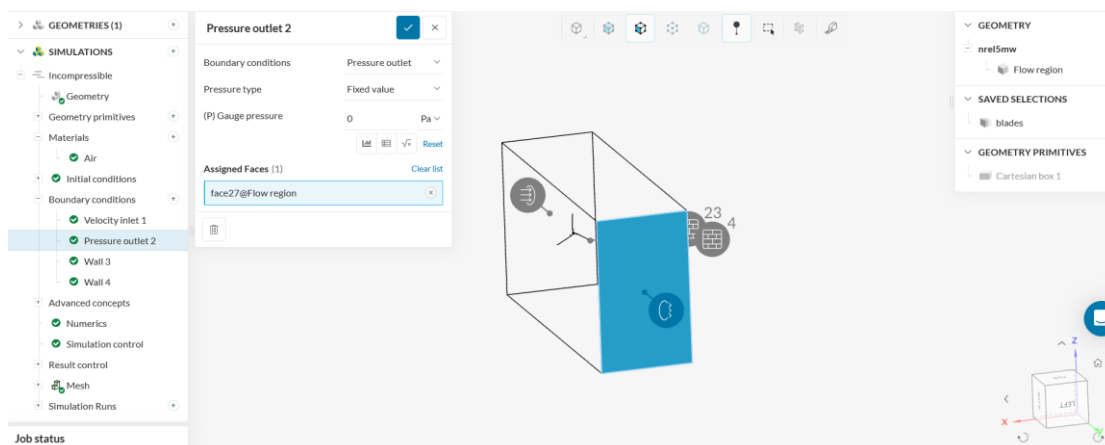 GEOMETRIES (1)
SIMULATIONS
Incompressible
Geometry
Geometry primitives
Materials
Air
Initial conditions
Boundary conditions
Velocity inlet 1
Pressure outlet 2
Wall 3
Wall 4
Advanced concepts
Numerics
Simulation control
Result control
Mesh
Simulation Runs
Job status
Pressure outlet 2
Boundary conditions Pressure outlet
Pressure type Fixed value
(P) Gauge pressure 0 Pa
Reset
Assigned Faces (1) Clear list
face27@Flow region
23
4
GEOMETRY
nrel5mw
Flow region
SAVED SELECTIONS
blades
GEOMETRY PRIMITIVES
Cartesian box 1
Z
LEFT
X
Y